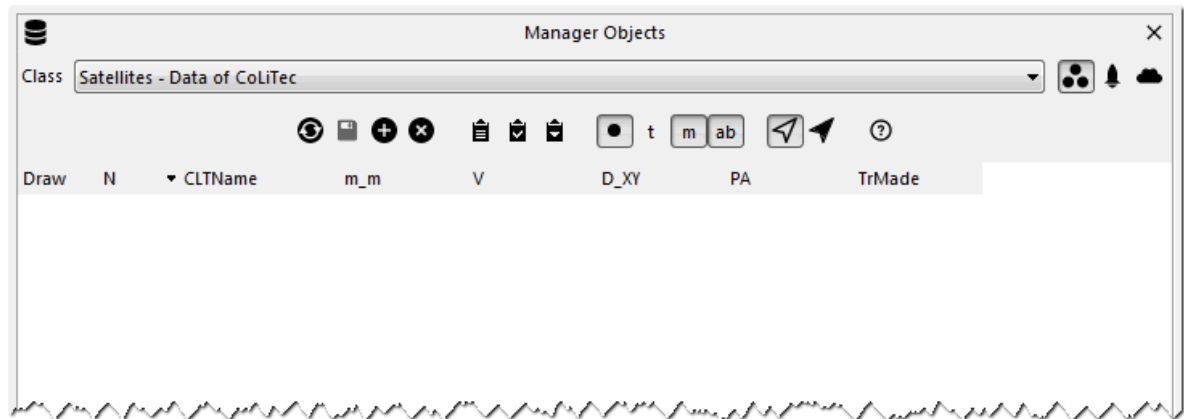 Manager Objects
Class Satellites - Data of CoLiTec
t m ab ?
Draw N CLTName m_m V D_XY PA TrMade